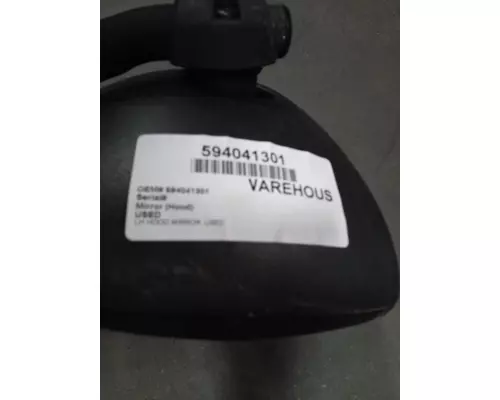 594041301
VAREHOUS
OEM# 594041301
Serial#
Mirror (Hood)
USED
LH HOOD MIRROR, USED